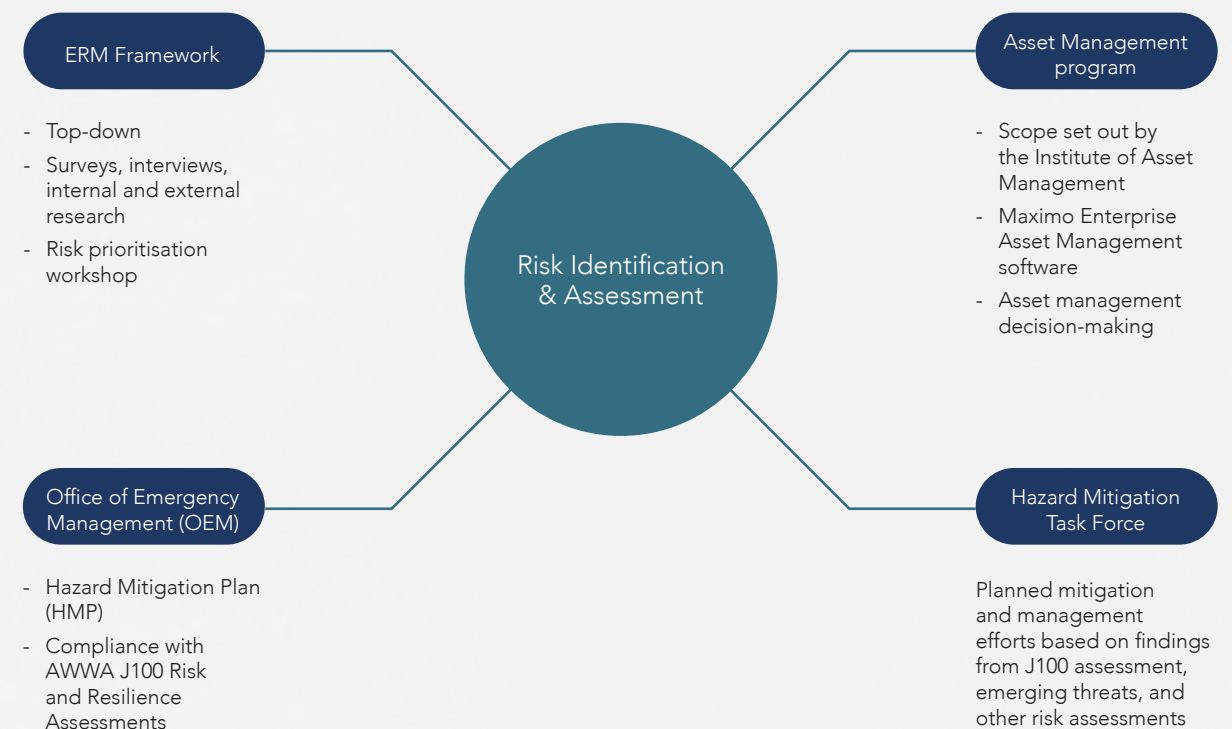 ERM Framework
- Top-down
- Surveys, interviews,
internal and external
research
- Risk prioritisation
workshop
Asset Management
program
- Scope set out by
the Institute of Asset
Management
- Maximo Enterprise
Asset Management
software
- Asset management
decision-making
Risk Identification
& Assessment
Office of Emergency
Management (OEM)
- Hazard Mitigation Plan
(HMP)
- Compliance with
AWWA J100 Risk
and Resilience
Assessments
Hazard Mitigation
Task Force
Planned mitigation
and management
efforts based on findings
from J100 assessment,
emerging threats, and
other risk assessments